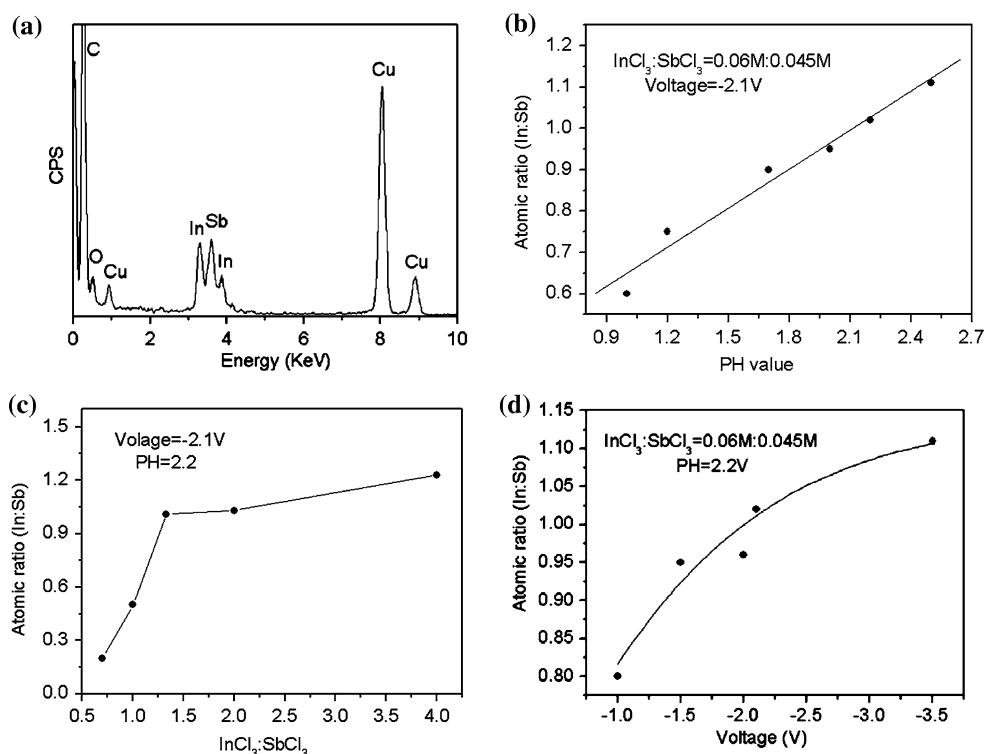 (a)
CPS
C
O
Cu
In
Sb
In
Cu
Cu
0 2 4 6 8 10
Energy (KeV)
(b)
InCl3:SbCl3=0.06M:0.045M
Voltage=-2.1V
Atomic ratio (In:Sb)
1.2
1.1
1.0
0.9
0.8
0.7
0.6
0.9 1.2 1.5 1.8 2.1 2.4 2.7
PH value
(c)
Volage=-2.1V
PH=2.2
Atomic ratio (In:Sb)
1.5
1.2
0.9
0.6
0.3
0.0
0.5 1.0 1.5 2.0 2.5 3.0 3.5 4.0
InCl3:SbCl3
(d)
InCl3:SbCl3=0.06M:0.045M
PH=2.2V
Atomic ratio (In:Sb)
1.15
1.10
1.05
1.00
0.95
0.90
0.85
0.80
-1.0 -1.5 -2.0 -2.5 -3.0 -3.5
Voltage (V)